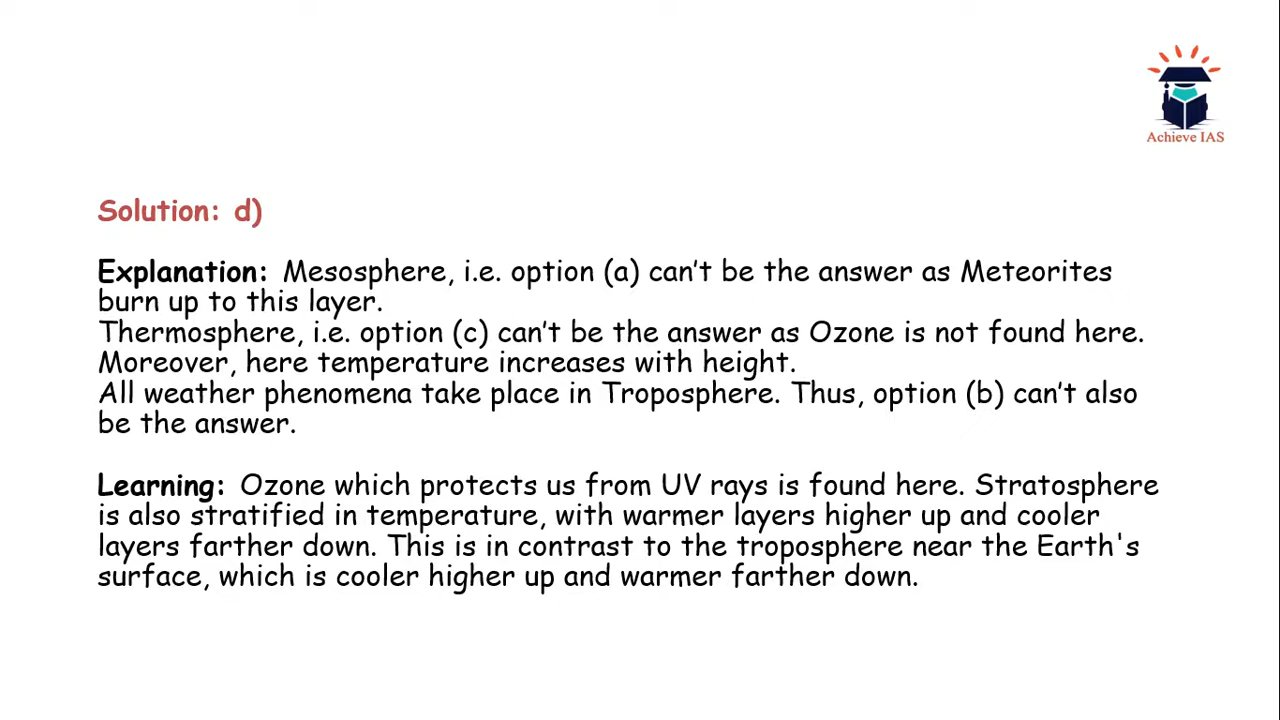 Achieve IAS
Solution: d)
Explanation: Mesosphere, i.e. option (a) can’t be the answer as Meteorites
burn up to this layer.
Thermosphere, i.e. option (c) can’t be the answer as Ozone is not found here.
Moreover, here temperature increases with height.
All weather phenomena take place in Troposphere. Thus, option (b) can’t also
be the answer.
Learning: Ozone which protects us from UV rays is found here. Stratosphere
is also stratified in temperature, with warmer layers higher up and cooler
layers farther down. This is in contrast to the troposphere near the Earth's
surface, which is cooler higher up and warmer farther down.